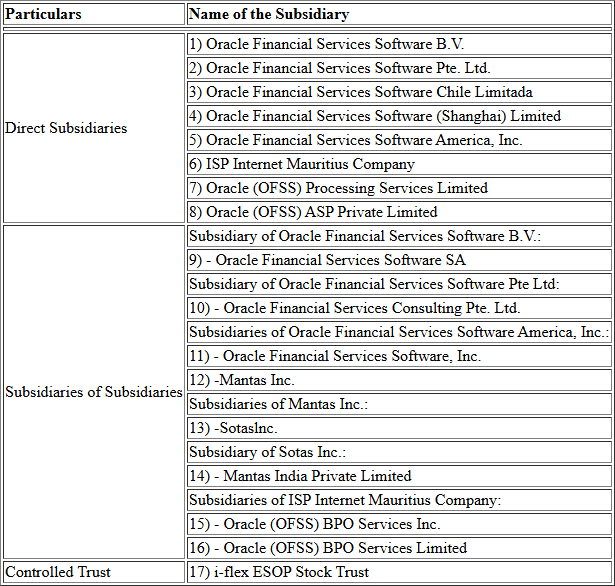 Particulars Name of the Subsidiary
1) Oracle Financial Services Software B.V.
2) Oracle Financial Services Software Pte. Ltd.
3) Oracle Financial Services Software Chile Limitada
4) Oracle Financial Services Software (Shanghai) Limited
Direct Subsidiaries
5) Oracle Financial Services Software America, Inc.
6) ISP Internet Mauritius Company
7) Oracle (OFSS) Processing Services Limited
8) Oracle (OFSS) ASP Private Limited
Subsidiary of Oracle Financial Services Software B.V.:
9) - Oracle Financial Services Software SA
Subsidiary of Oracle Financial Services Software Pte Ltd:
10) - Oracle Financial Services Consulting Pte. Ltd.
Subsidiaries of Oracle Financial Services Software America, Inc.:
11) - Oracle Financial Services Software, Inc.
12) -Mantas Inc.
Subsidiaries of Subsidiaries
Subsidiaries of Mantas Inc.:
13) -Sotaslnc.
Subsidiary of Sotas Inc.:
14) - Mantas India Private Limited
Subsidiaries of ISP Internet Mauritius Company:
15) - Oracle (OFSS) BPO Services Inc.
16) - Oracle (OFSS) BPO Services Limited
Controlled Trust 17) i-flex ESOP Stock Trust